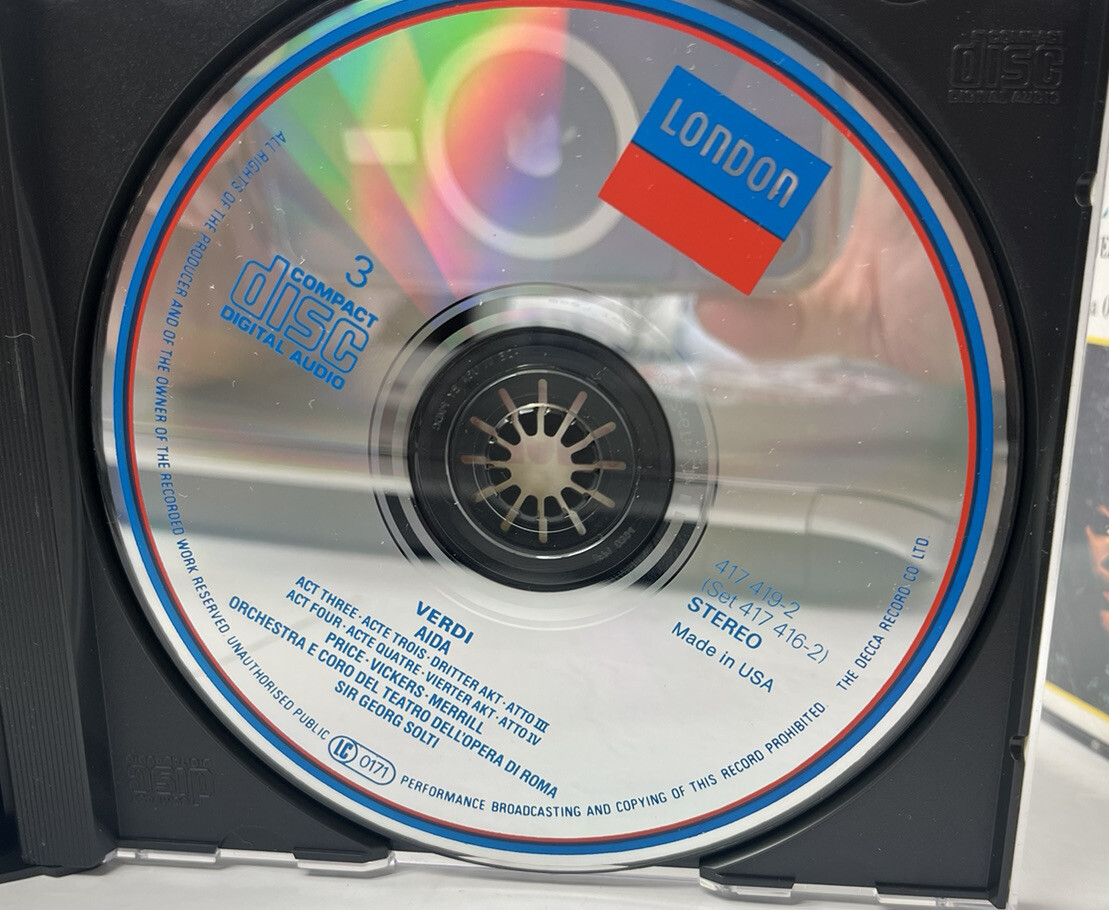 LONDON
3
COMPACT
disc
DIGITAL AUDIO
417 419-2
(Set 417 416-2)
STEREO
Made in USA
VERDI
AIDA
ACT THREE·ACTE TROIS·DRITTER AKT·ATTO III
ACT FOUR·ACTE QUATRE·VIERTER AKT·ATTO IV
PRICE·VICKERS·MERRILL
ORCHESTRA E CORO DEL TEATRO DELL'OPERA DI ROMA
SIR GEORG SOLTI
ALL RIGHTS OF THE PRODUCER AND OF THE OWNER OF THE RECORDED WORK RESERVED UNAUTHORISED PUBLIC
LC 0171
PERFORMANCE BROADCASTING AND COPYING OF THIS RECORD PROHIBITED.
THE DECCA RECORD CO LTD.
COMPACT
disc
DIGITAL AUDIO